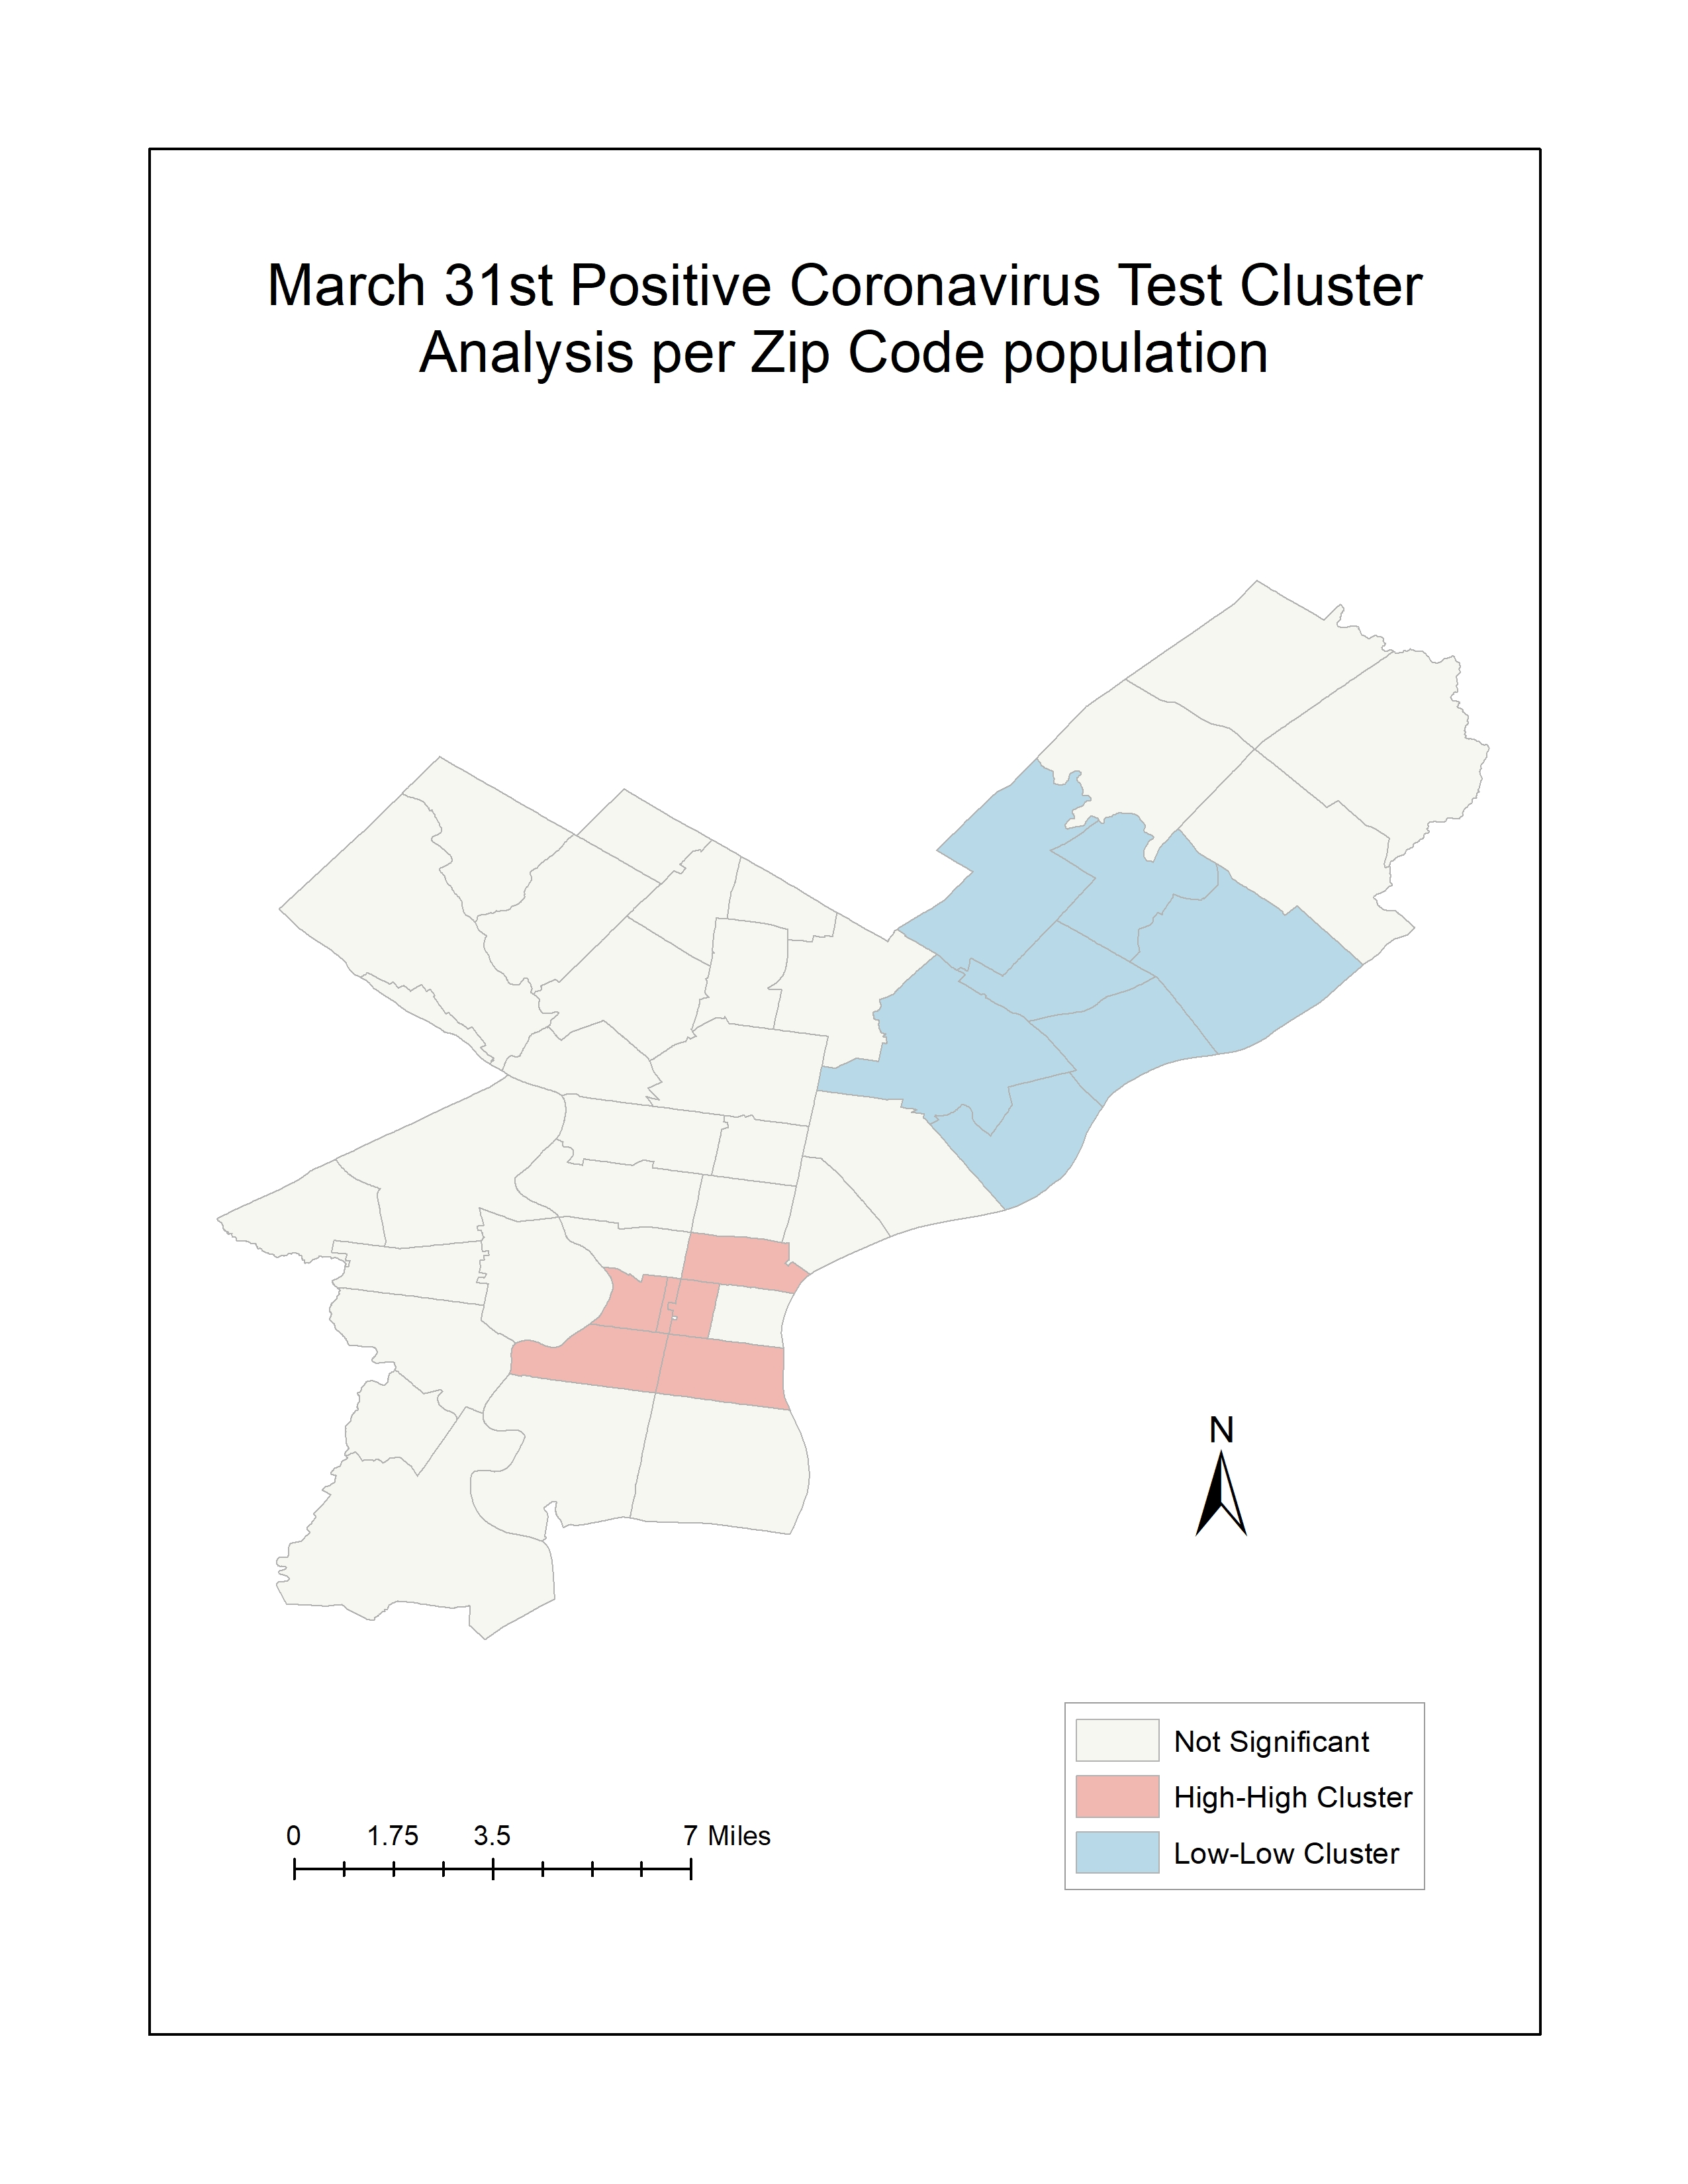 March 31st Positive Coronavirus Test Cluster
Analysis per Zip Code population
N
Not Significant
High-High Cluster
Low-Low Cluster
0 1.75 3.5 7 Miles